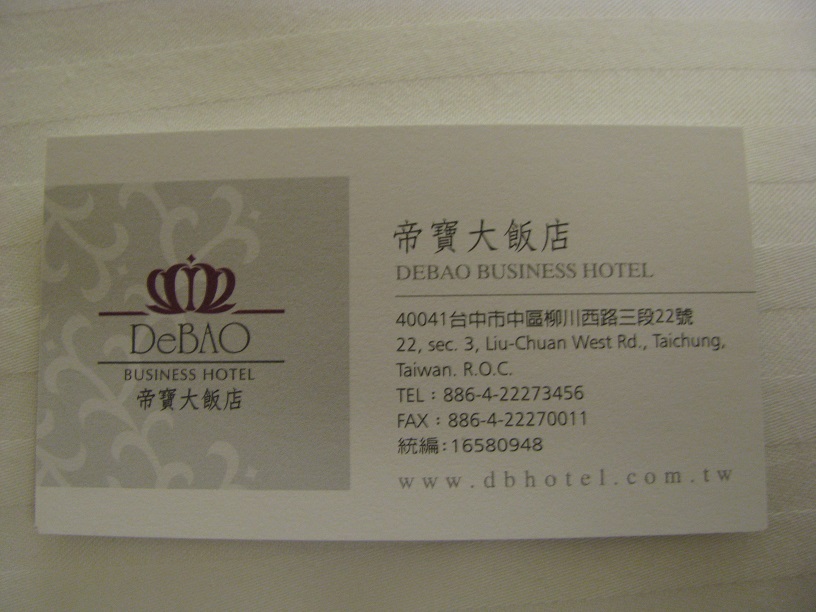 DeBAO
BUSINESS HOTEL
帝寶大飯店
帝寶大飯店
DEBAO BUSINESS HOTEL
40041台中市中區柳川西路三段22號
22, sec. 3, Liu-Chuan West Rd., Taichung,
Taiwan. R.O.C.
TEL：886-4-22273456
FAX：886-4-22270011
統編：16580948
www.dbhotel.com.tw